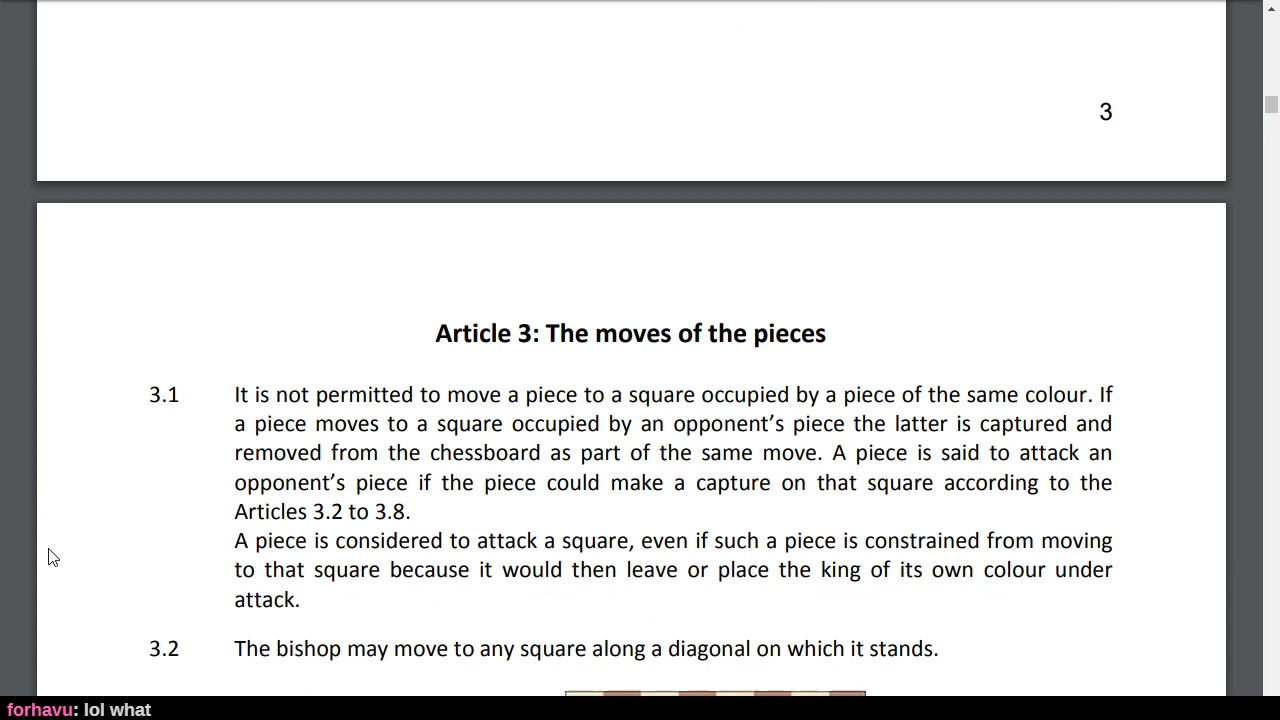 3
Article 3: The moves of the pieces
3.1 It is not permitted to move a piece to a square occupied by a piece of the same colour. If
a piece moves to a square occupied by an opponent’s piece the latter is captured and
removed from the chessboard as part of the same move. A piece is said to attack an
opponent’s piece if the piece could make a capture on that square according to the
Articles 3.2 to 3.8.
A piece is considered to attack a square, even if such a piece is constrained from moving
to that square because it would then leave or place the king of its own colour under
attack.
3.2 The bishop may move to any square along a diagonal on which it stands.
forhavu: lol what